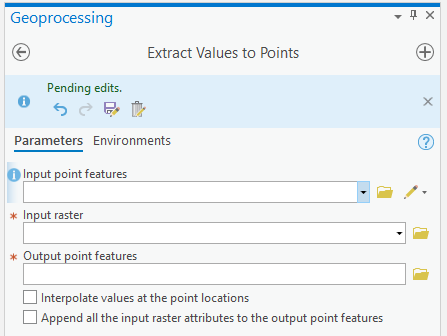 Geoprocessing
Extract Values to Points
Pending edits.
Parameters Environments
Input point features
* Input raster
* Output point features
Interpolate values at the point locations
Append all the input raster attributes to the output point features